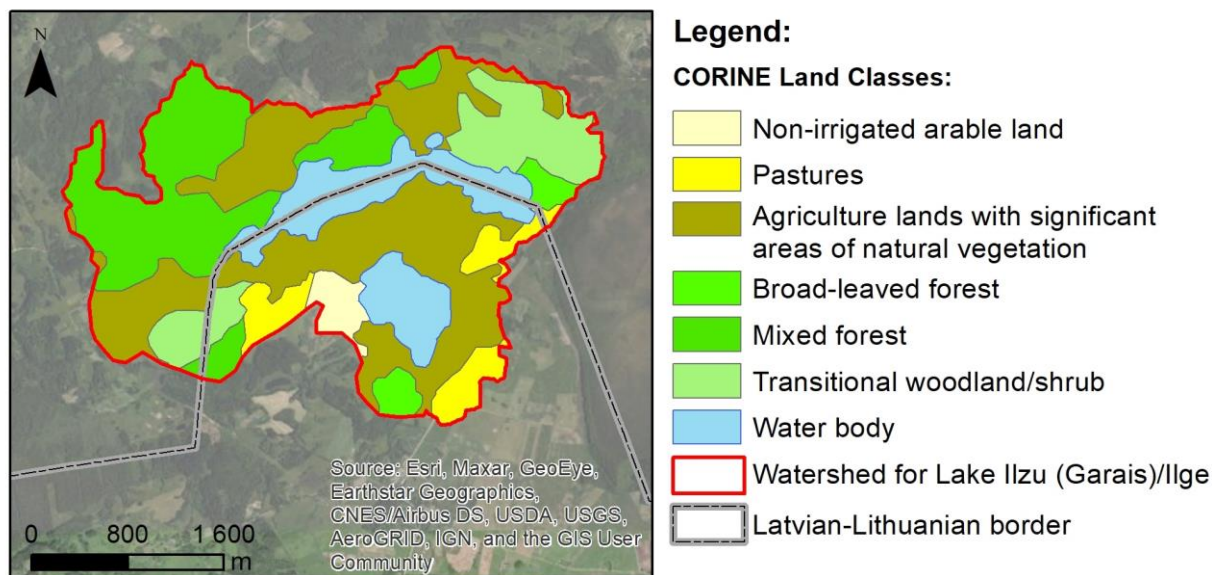 N
Source: Esri, Maxar, GeoEye,
Earthstar Geographics,
CNES/Airbus DS, USDA, USGS,
AeroGRID, IGN, and the GIS User
Community
0 800 1 600
m
Legend:
CORINE Land Classes:
Non-irrigated arable land
Pastures
Agriculture lands with significant
areas of natural vegetation
Broad-leaved forest
Mixed forest
Transitional woodland/shrub
Water body
Watershed for Lake Ilzu (Garais)/Ilge
Latvian-Lithuanian border